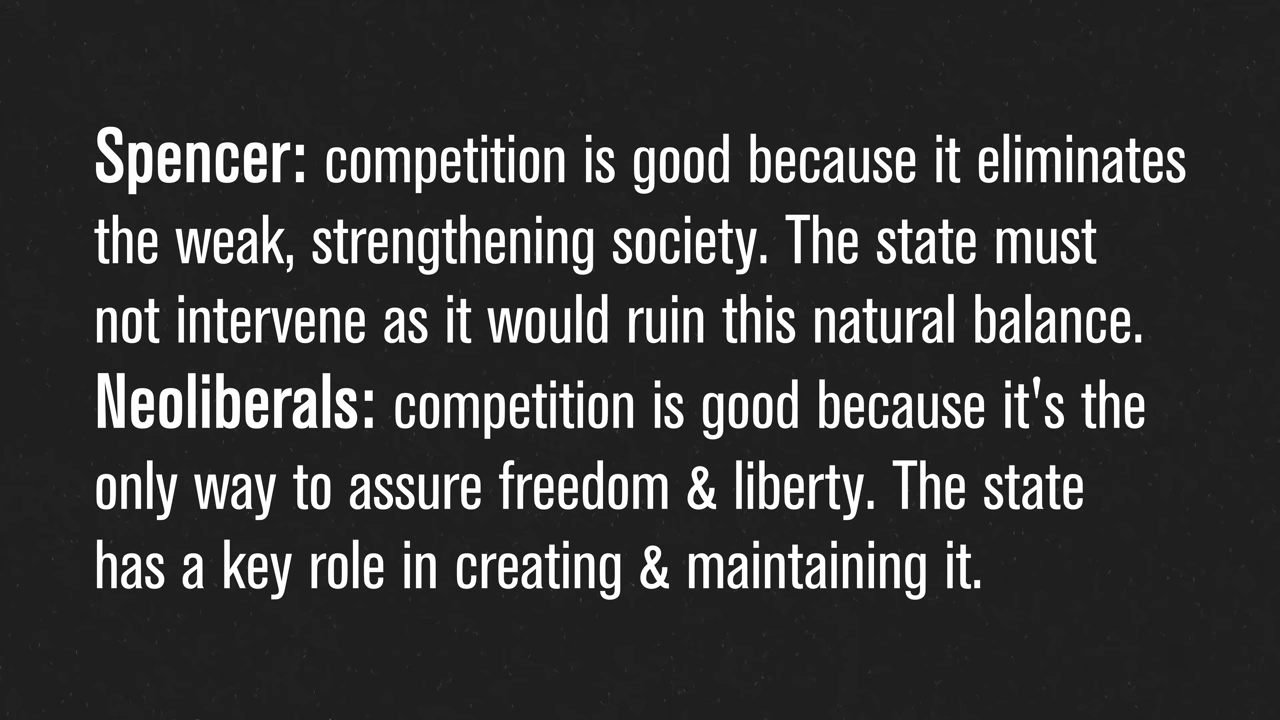 Spencer: competition is good because it eliminates
the weak, strengthening society. The state must
not intervene as it would ruin this natural balance.
Neoliberals: competition is good because it's the
only way to assure freedom & liberty. The state
has a key role in creating & maintaining it.